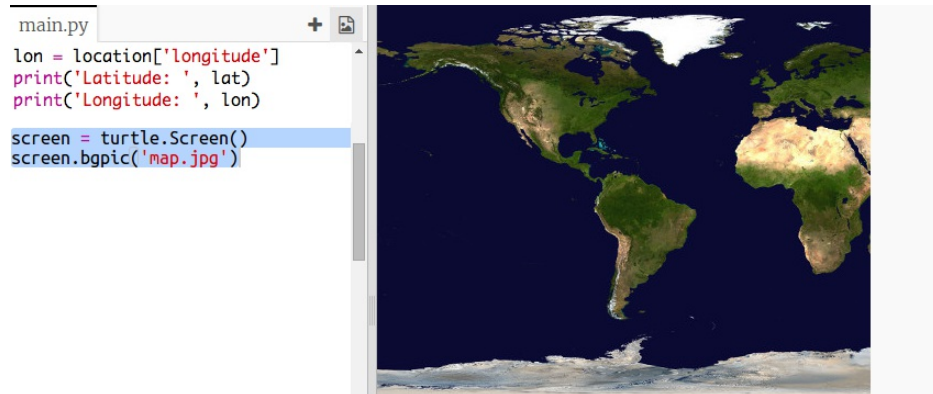 main.py
lon = location['longitude']
print('Latitude: ', lat)
print('Longitude: ', lon)
screen = turtle.Screen()
screen.bgpic('map.jpg')